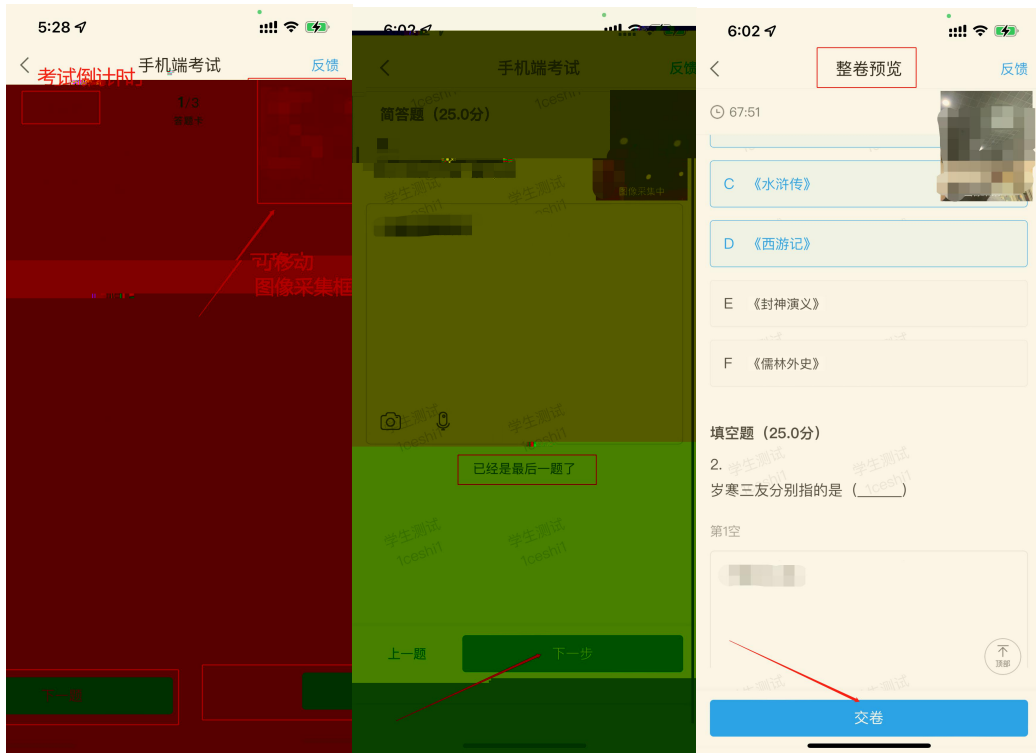 5:28
手机端考试
反馈
考试倒计时
1/3
答题卡
可移动
图像采集框
下一题
6:02
手机端考试
反馈
简答题（25.0分）
图像采集中
学生测试
1ceshi1
已经是最后一题了
上一题
下一步
6:02
整卷预览
反馈
67:51
C 《水浒传》
D 《西游记》
E 《封神演义》
F 《儒林外史》
填空题（25.0分）
2.
岁寒三友分别指的是（_____）
第1空
顶部
交卷